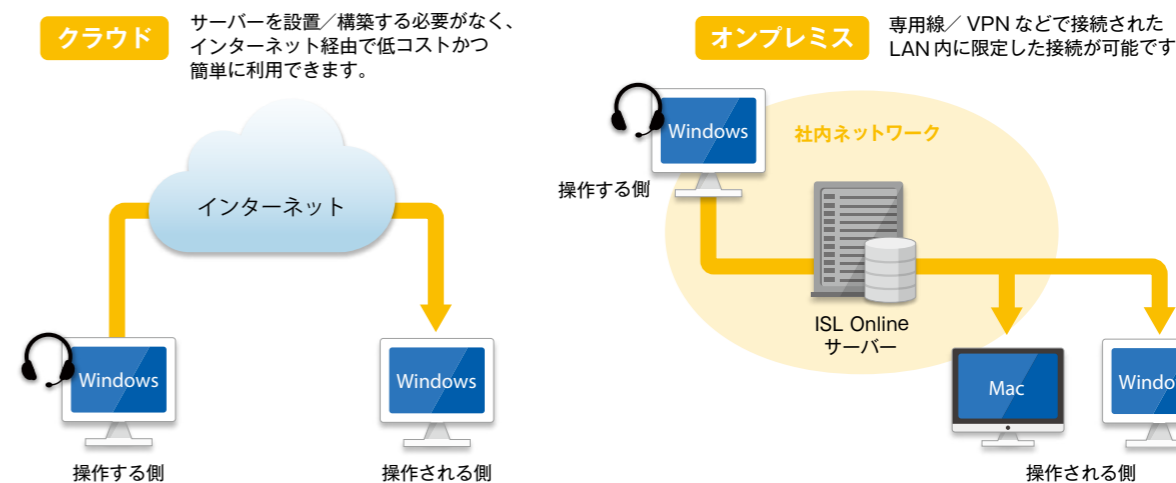 クラウド
サーバーを設置／構築する必要がなく、
インターネット経由で低コストかつ
簡単に利用できます。
インターネット
Windows
Windows
操作する側
操作される側
オンプレミス
専用線／VPN などで接続された
LAN 内に限定した接続が可能です
Windows
社内ネットワーク
操作する側
ISL Online
サーバー
Mac
操作される側